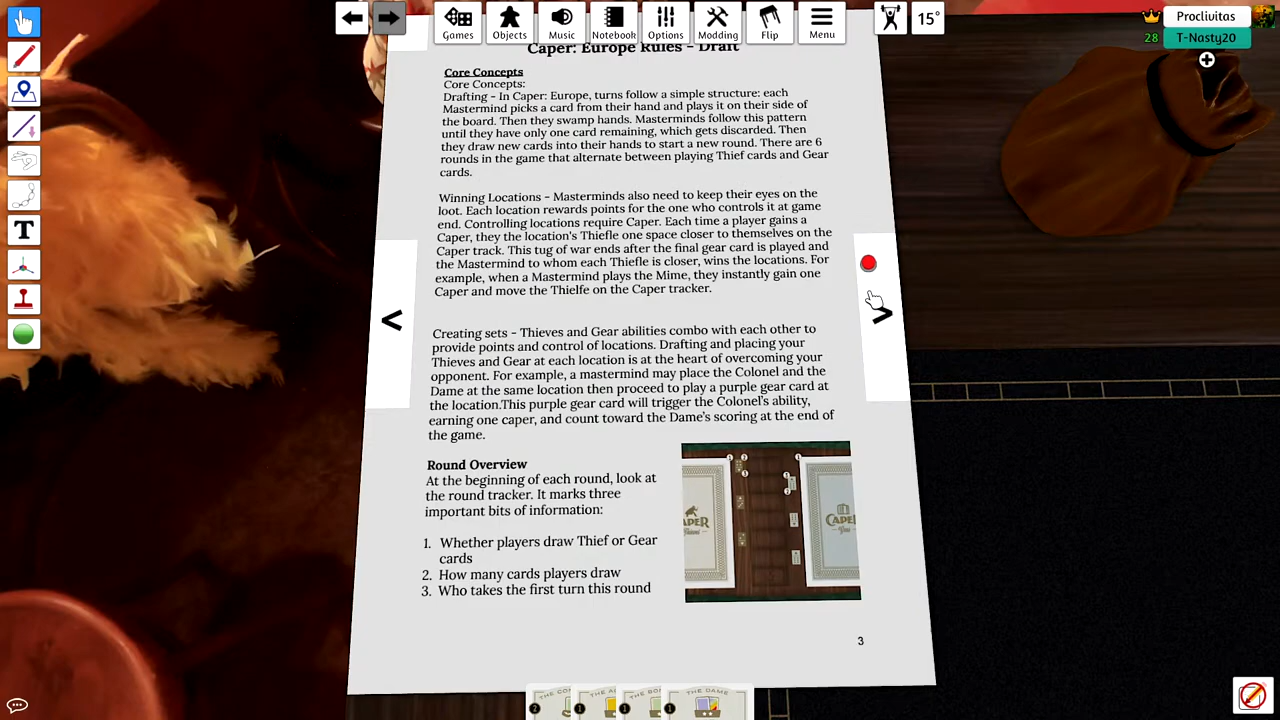 Games
Objects
Music
Notebook
Options
Modding
Flip
Menu
15°
Proclivitas
28
T-Nasty20
Caper: Europe Rules - Draft
Core Concepts
Core Concepts:
Drafting - In Caper: Europe, turns follow a simple structure: each
Mastermind picks a card from their hand and plays it on their side of
the board. Then they swamp hands. Masterminds follow this pattern
until they have only one card remaining, which gets discarded. Then
they draw new cards into their hands to start a new round. There are 6
rounds in the game that alternate between playing Thief cards and Gear
cards.
Winning Locations - Masterminds also need to keep their eyes on the
loot. Each location rewards points for the one who controls it at game
end. Controlling locations require Caper. Each time a player gains a
Caper, they the location's Thiefle one space closer to themselves on the
Caper track. This tug of war ends after the final gear card is played and
the Mastermind to whom each Thiefle is closer, wins the locations. For
example, when a Mastermind plays the Mime, they instantly gain one
Caper and move the Thielfe on the Caper tracker.
< >
Creating sets - Thieves and Gear abilities combo with each other to
provide points and control of locations. Drafting and placing your
Thieves and Gear at each location is at the heart of overcoming your
opponent. For example, a mastermind may place the Colonel and the
Dame at the same location then proceed to play a purple gear card at
the location.This purple gear card will trigger the Colonel's ability,
earning one caper, and count toward the Dame's scoring at the end of
the game.
Round Overview
At the beginning of each round, look at
the round tracker. It marks three
important bits of information:
1. Whether players draw Thief or Gear
cards
2. How many cards players draw
3. Who takes the first turn this round
3
T
THE DAME
2
1
1
1